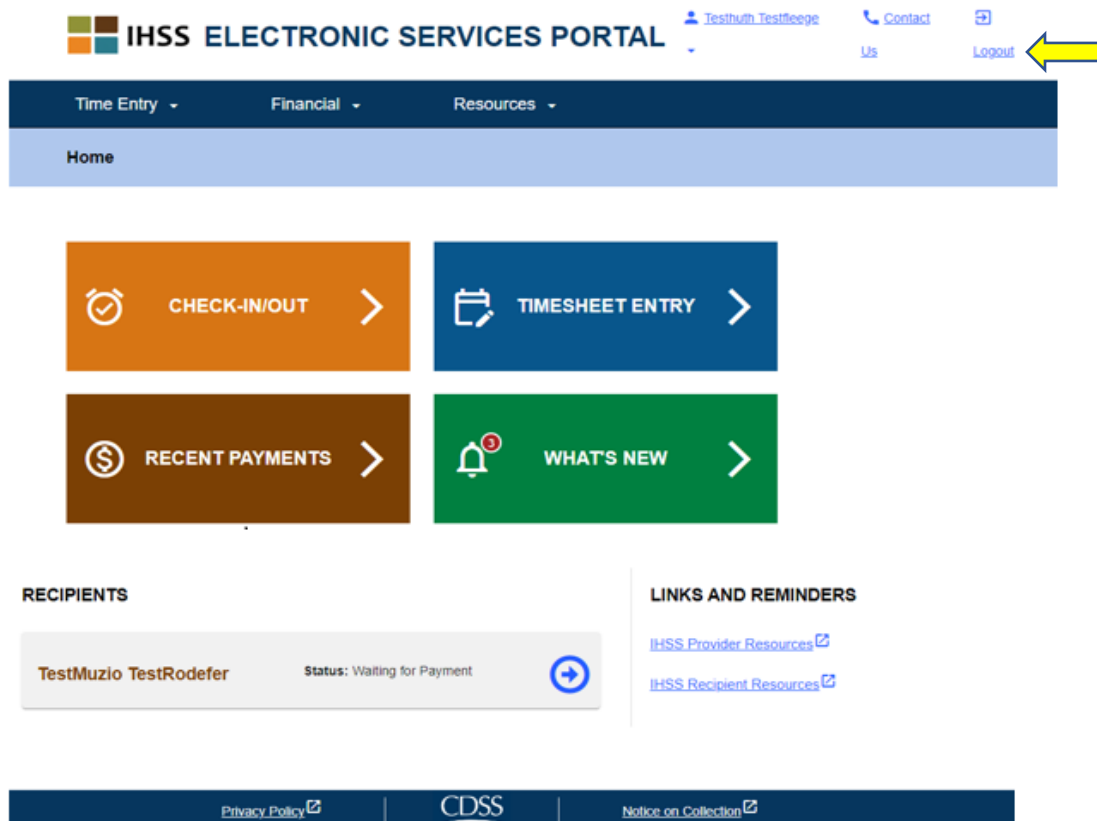 IHSS ELECTRONIC SERVICES PORTAL
Testhuth Testfleege
Contact
Us
Logout
Time Entry
Financial
Resources
Home
CHECK-IN/OUT
TIMESHEET ENTRY
RECENT PAYMENTS
3
WHAT'S NEW
RECIPIENTS
TestMuzio TestRodefer
Status: Waiting for Payment
LINKS AND REMINDERS
IHSS Provider Resources
IHSS Recipient Resources
Privacy Policy
CDSS
Notice on Collection